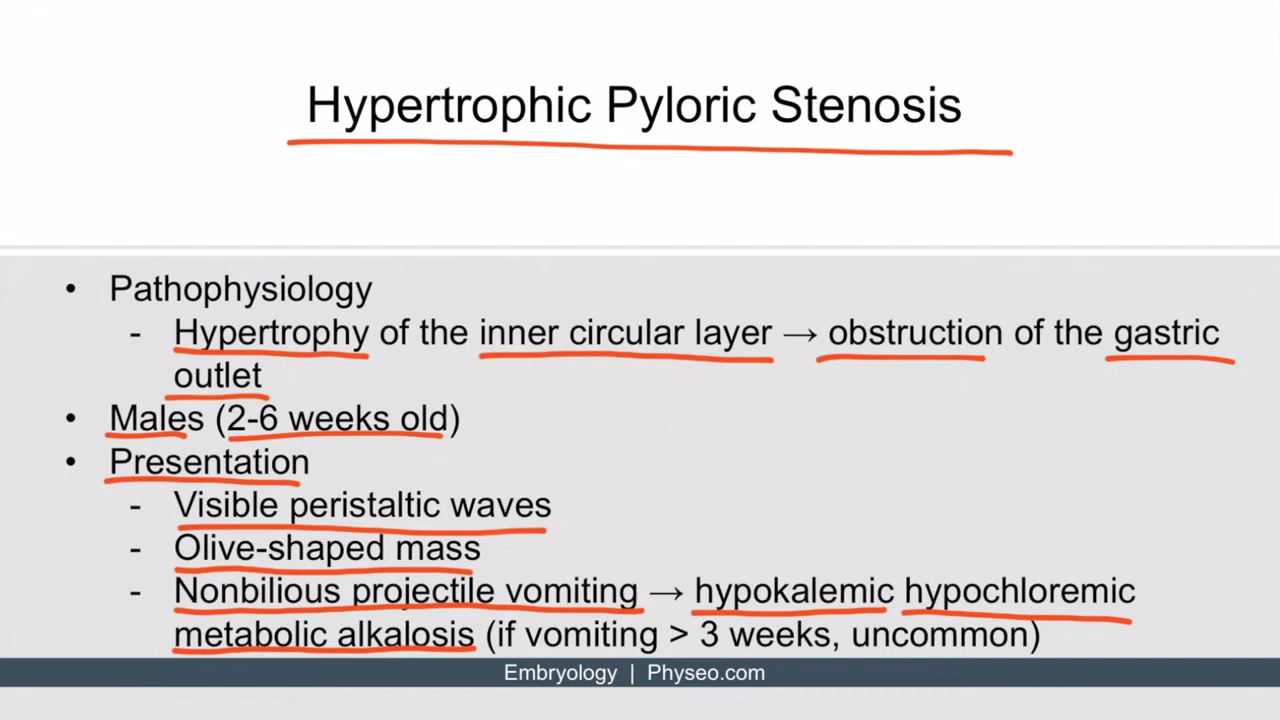 Hypertrophic Pyloric Stenosis
• Pathophysiology
- Hypertrophy of the inner circular layer → obstruction of the gastric
outlet
• Males (2-6 weeks old)
• Presentation
- Visible peristaltic waves
- Olive-shaped mass
- Nonbilious projectile vomiting → hypokalemic hypochloremic
metabolic alkalosis (if vomiting > 3 weeks, uncommon)
Embryology | Physeo.com